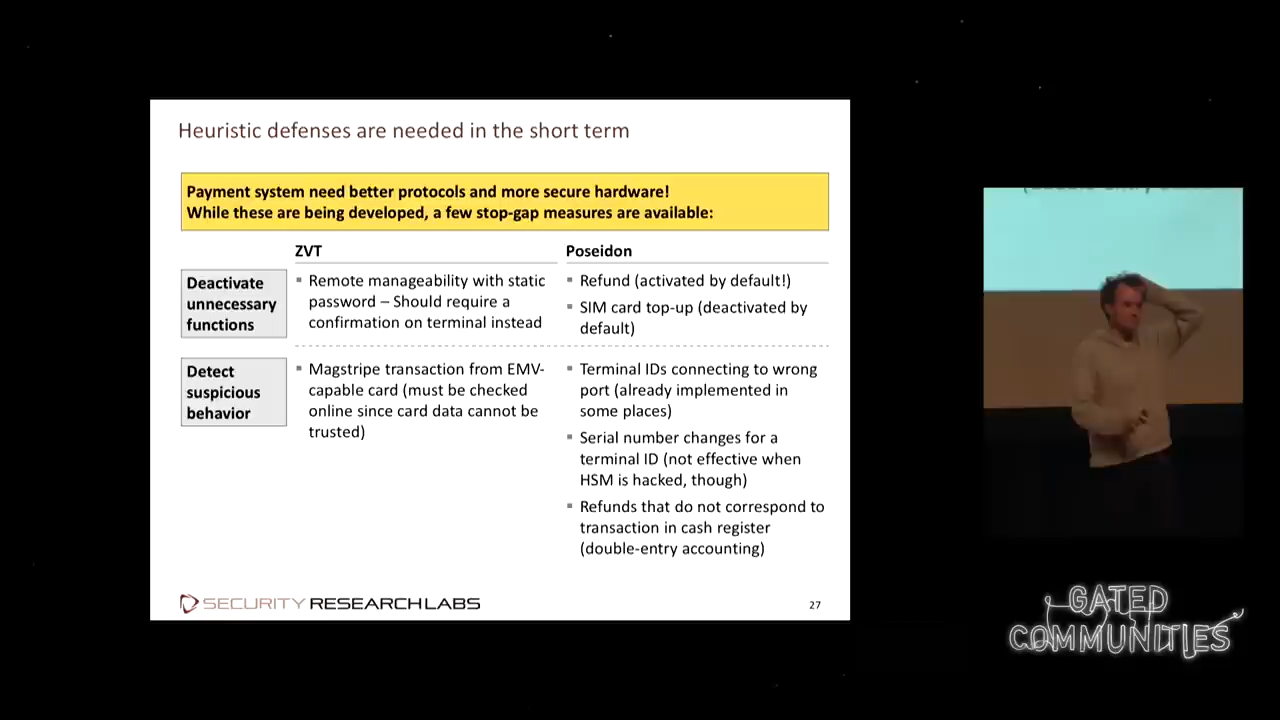 Heuristic defenses are needed in the short term
Payment system need better protocols and more secure hardware!
While these are being developed, a few stop-gap measures are available:
ZVT
Poseidon
Deactivate
unnecessary
functions
Remote manageability with static
password – Should require a
confirmation on terminal instead
Refund (activated by default!)
SIM card top-up (deactivated by
default)
Detect
suspicious
behavior
Magstripe transaction from EMV-
capable card (must be checked
online since card data cannot be
trusted)
Terminal IDs connecting to wrong
port (already implemented in
some places)
Serial number changes for a
terminal ID (not effective when
HSM is hacked, though)
Refunds that do not correspond to
transaction in cash register
(double-entry accounting)
SECURITY RESEARCH LABS
27
GATED
COMMUNITIES